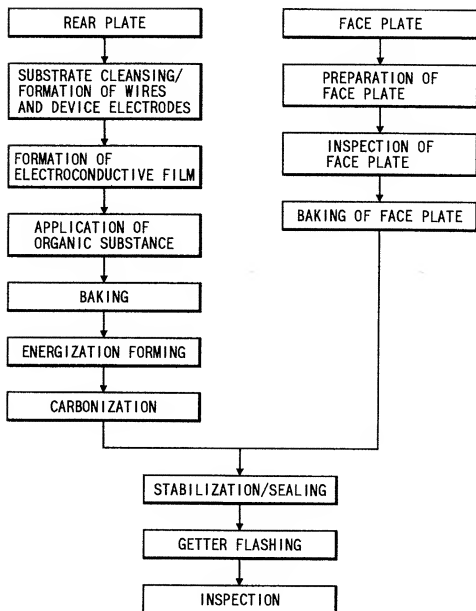 REAR PLATE
SUBSTRATE CLEANSING/
FORMATION OF WIRES
AND DEVICE ELECTRODES
FORMATION OF
ELECTROCONDUCTIVE FILM
APPLICATION OF
ORGANIC SUBSTANCE
BAKING
ENERGIZATION FORMING
CARBONIZATION
FACE PLATE
PREPARATION OF
FACE PLATE
INSPECTION OF
FACE PLATE
BAKING OF FACE PLATE
STABILIZATION/SEALING
GETTER FLASHING
INSPECTION